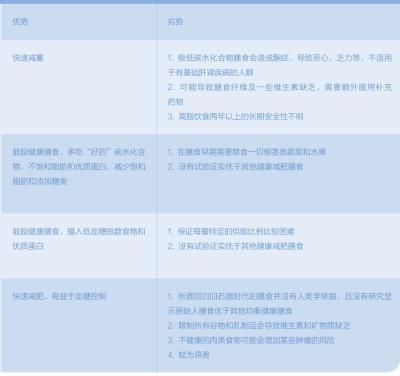 优势
劣势
快速减重
1. 极低碳水化合物膳食会造成酮症，导致恶心、乏力等，不适用
于有基础肝肾疾病的人群
2. 可能导致膳食纤维及一些维生素缺乏，需要额外服用补充
药物
3. 高脂饮食两年以上的长期安全性不明
鼓励健康膳食，多吃“好的”碳水化合
物、不饱和脂肪和优质蛋白，减少饱和
脂肪和添加糖类
1. 在膳食早期需要禁食一切根茎类蔬菜和水果
2. 没有试验证实优于其他健康减肥膳食
鼓励健康膳食，摄入低血糖指数食物和
优质蛋白
1. 保证每餐特定的供能比例比较困难
2. 没有试验证实优于其他健康减肥膳食
快速减肥，有益于血糖控制
1. 所谓回归旧石器时代的膳食并没有人类学依据，且没有研究显
示原始人膳食优于其他均衡健康膳食
2. 限制所有谷物和乳制品会导致维生素和矿物质缺乏
3. 不健康的肉类食物可能会增加某些肿瘤的风险
4. 较为昂贵